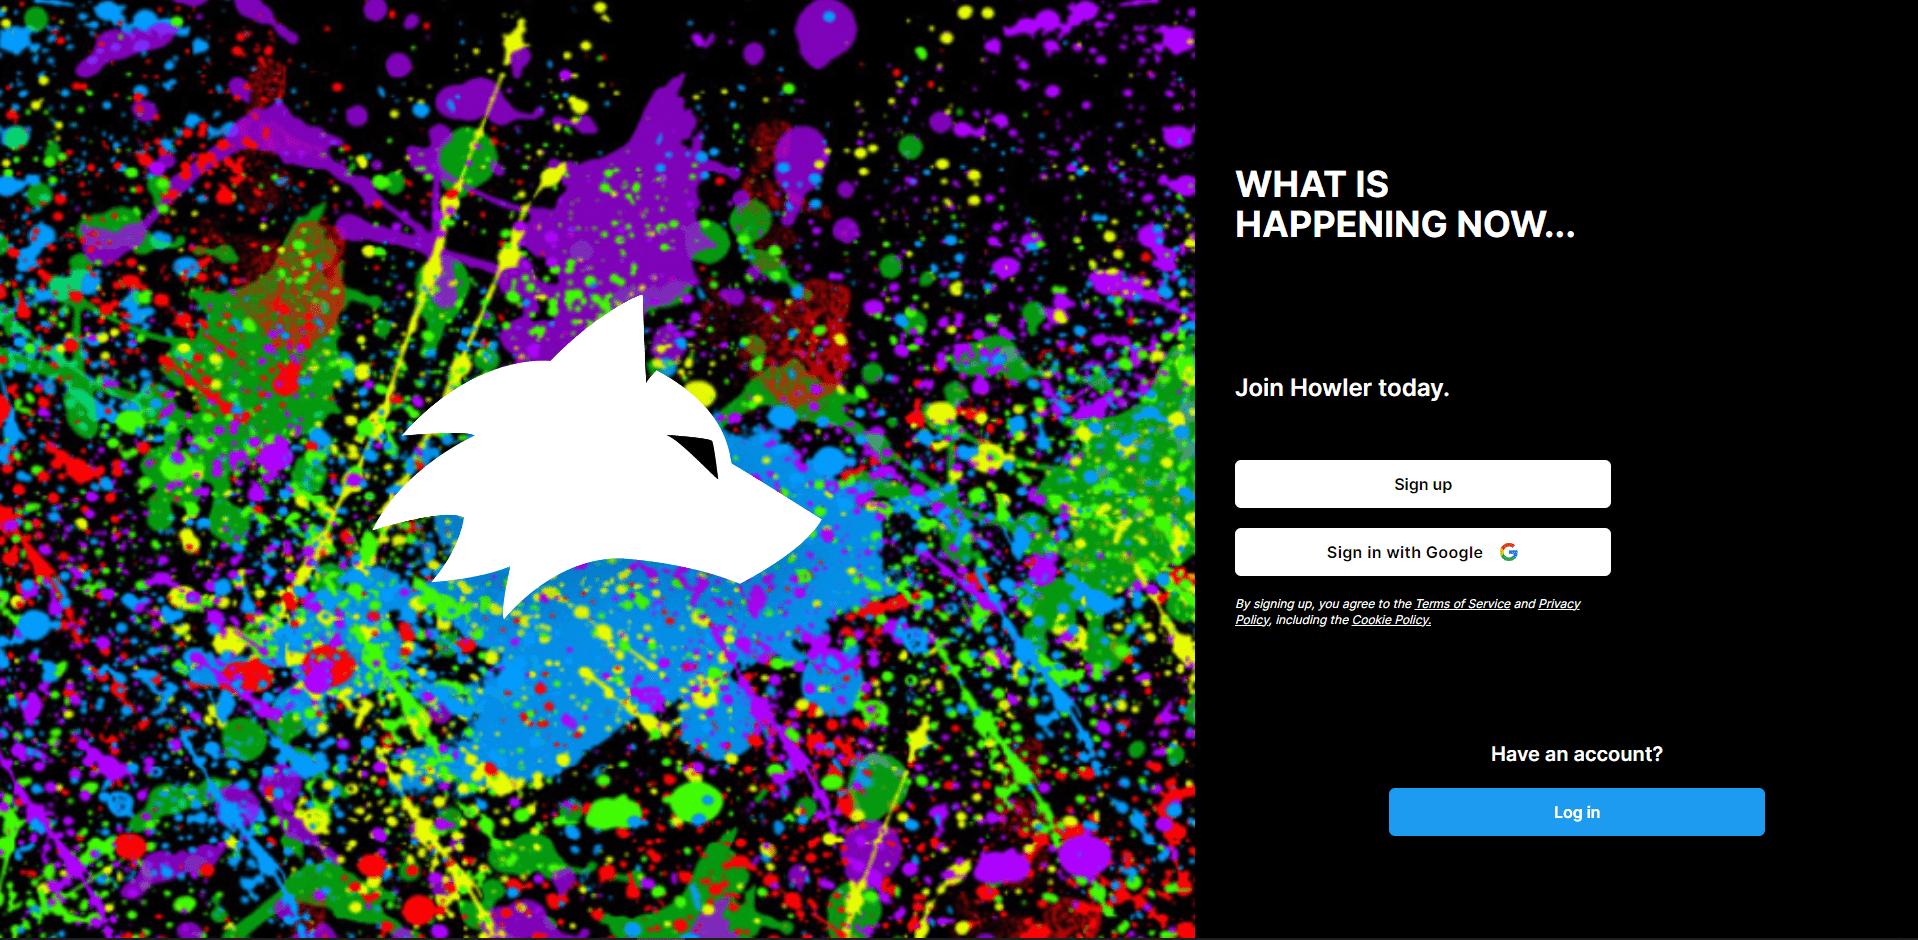 WHAT IS
HAPPENING NOW...
Join Howler today.
Sign up
Sign in with Google
By signing up, you agree to the Terms of Service and Privacy
Policy, including the Cookie Policy.
Have an account?
Log in